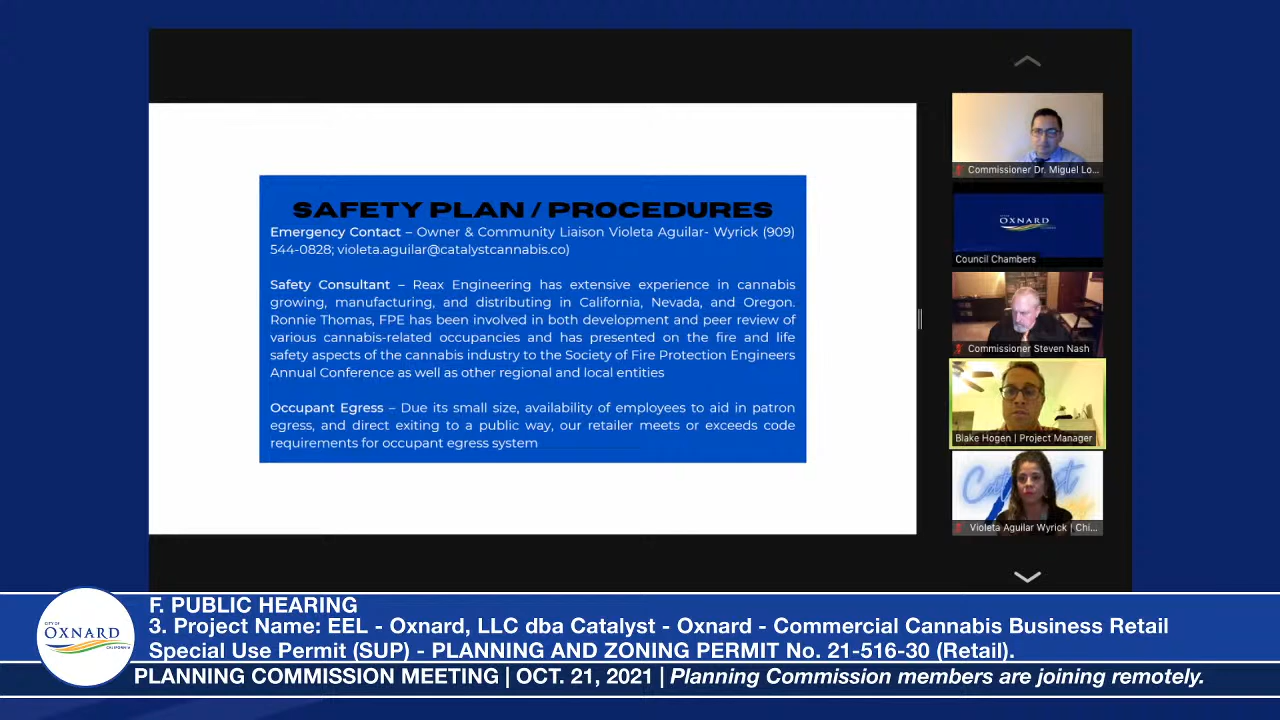 SAFETY PLAN / PROCEDURES
Emergency Contact – Owner & Community Liaison Violeta Aguilar- Wyrick (909)
544-0828; violeta.aguilar@catalystcannabis.co)
Safety Consultant – Reax Engineering has extensive experience in cannabis
growing, manufacturing, and distributing in California, Nevada, and Oregon.
Ronnie Thomas, FPE has been involved in both development and peer review of
various cannabis-related occupancies and has presented on the fire and life
safety aspects of the cannabis industry to the Society of Fire Protection Engineers
Annual Conference as well as other regional and local entities
Occupant Egress – Due its small size, availability of employees to aid in patron
egress, and direct exiting to a public way, our retailer meets or exceeds code
requirements for occupant egress system
Commissioner Dr. Miguel Lo...
OXNARD
Council Chambers
Commissioner Steven Nash
Blake Hogen | Project Manager
Catalyst
Violeta Aguilar Wyrick | Chi...
CITY OF
OXNARD
CALIFORNIA
F. PUBLIC HEARING
3. Project Name: EEL - Oxnard, LLC dba Catalyst - Oxnard - Commercial Cannabis Business Retail
Special Use Permit (SUP) - PLANNING AND ZONING PERMIT No. 21-516-30 (Retail).
PLANNING COMMISSION MEETING | OCT. 21, 2021 | Planning Commission members are joining remotely.